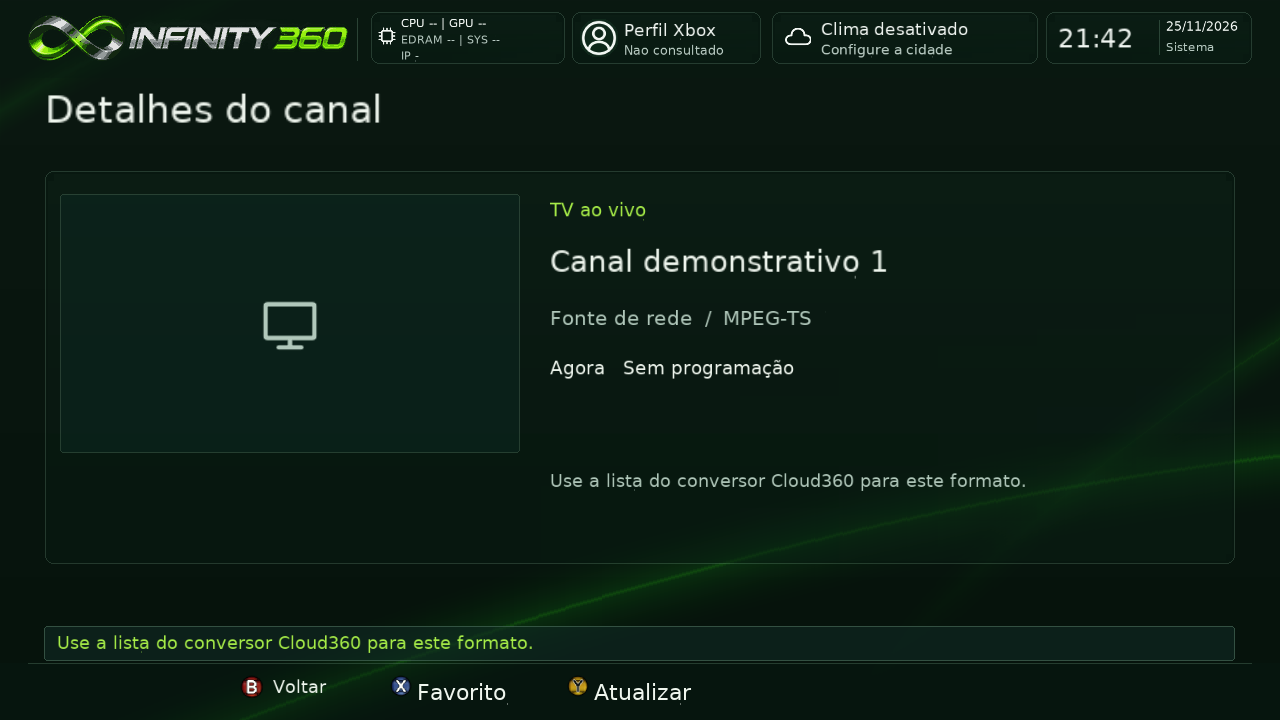 INFINITY 360
CPU -- | GPU --
EDRAM -- | SYS --
IP -
Perfil Xbox
Nao consultado
Clima desativado
Configure a cidade
21:42
25/11/2026
Sistema
Detalhes do canal
TV ao vivo
Canal demonstrativo 1
Fonte de rede / MPEG-TS
Agora Sem programação
Use a lista do conversor Cloud360 para este formato.
Use a lista do conversor Cloud360 para este formato.
B Voltar X Favorito Y Atualizar